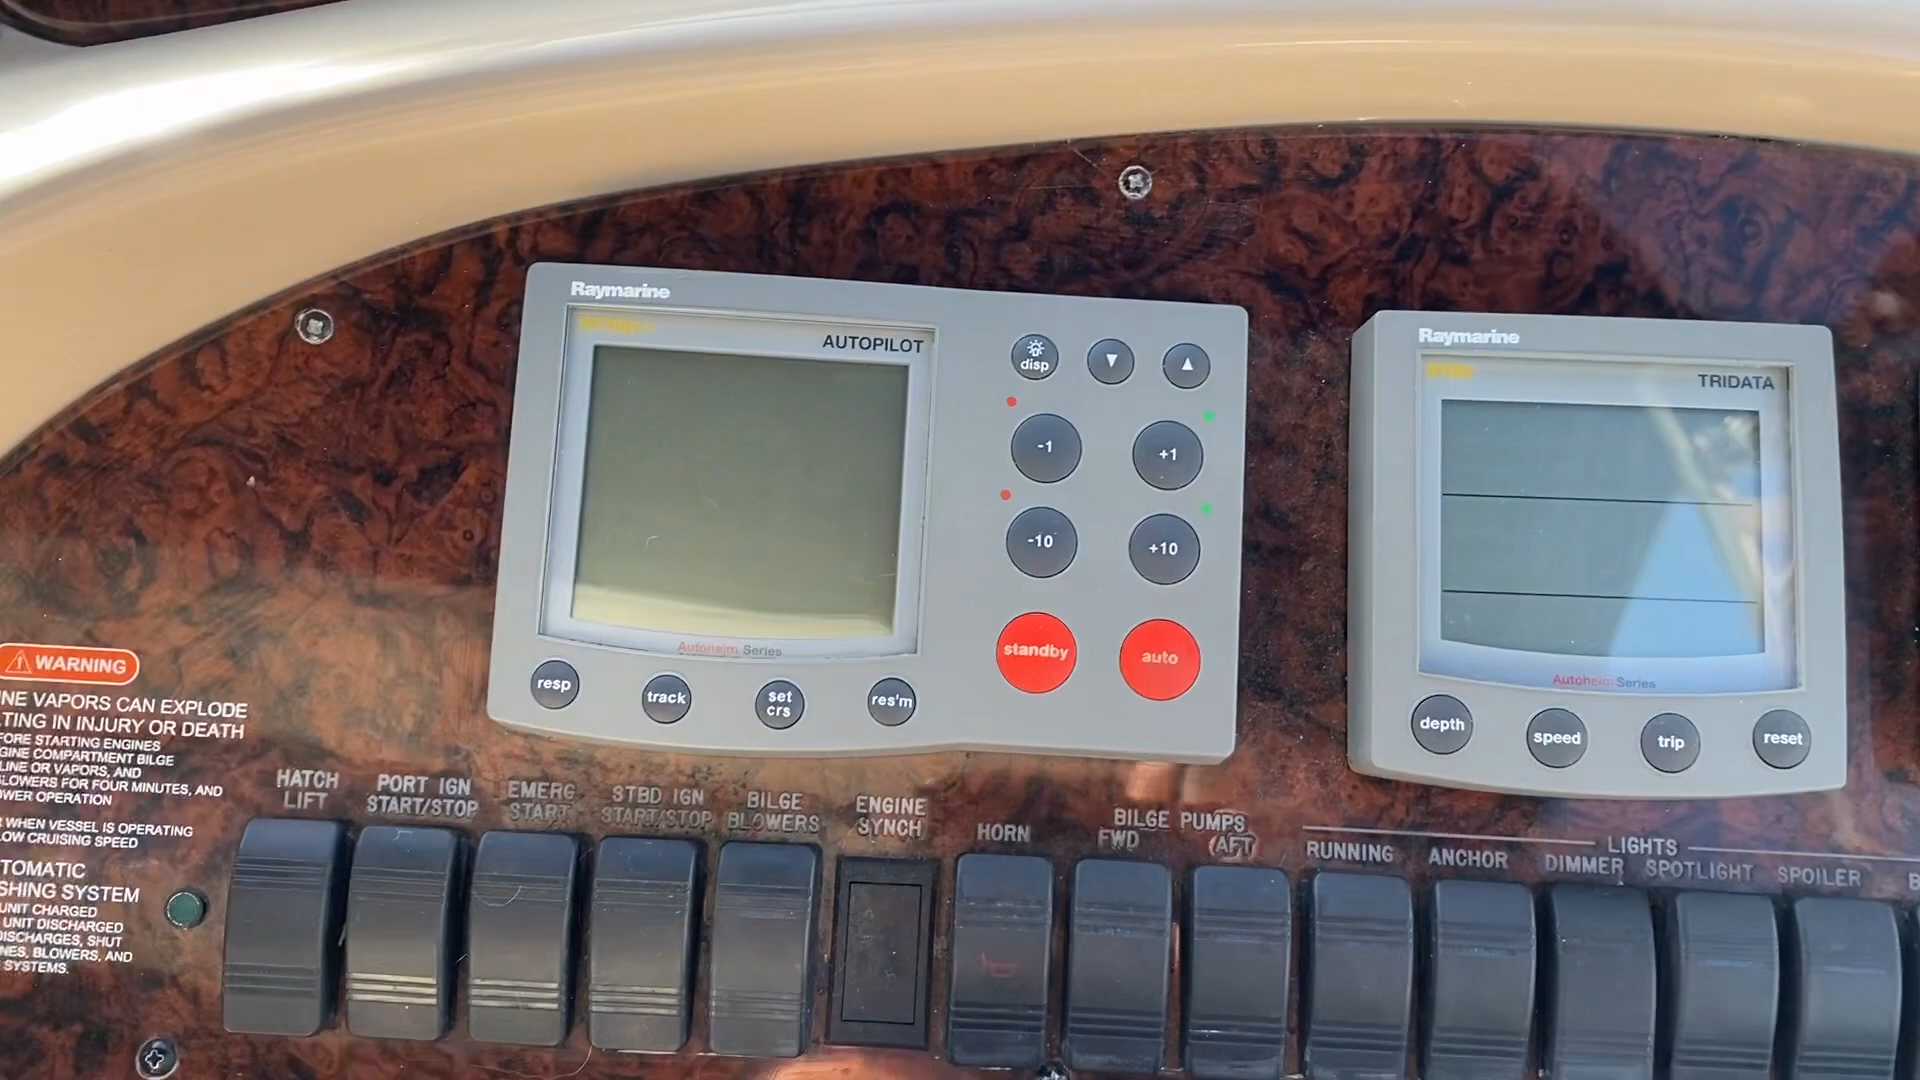 Raymarine
AUTOPILOT
disp
-1
+1
-10
+10
standby
auto
Autohelm Series
resp
track
set
crs
res'm
Raymarine
TRIDATA
Autohelm Series
depth
speed
trip
reset
WARNING
NE VAPORS CAN EXPLODE
TING IN INJURY OR DEATH
FORE STARTING ENGINES
GINE COMPARTMENT BILGE
LINE OR VAPORS, AND
LOWERS FOR FOUR MINUTES, AND
OWER OPERATION
WHEN VESSEL IS OPERATING
LOW CRUISING SPEED
TOMATIC
SHING SYSTEM
UNIT CHARGED
UNIT DISCHARGED
DISCHARGES, SHUT
NES, BLOWERS, AND
SYSTEMS.
HATCH
LIFT
PORT IGN
START/STOP
EMERG
START
STBD IGN
START/STOP
BILGE
BLOWERS
ENGINE
SYNCH
HORN
BILGE PUMPS
FWD
AFT
LIGHTS
RUNNING
ANCHOR
DIMMER
SPOTLIGHT
SPOILER